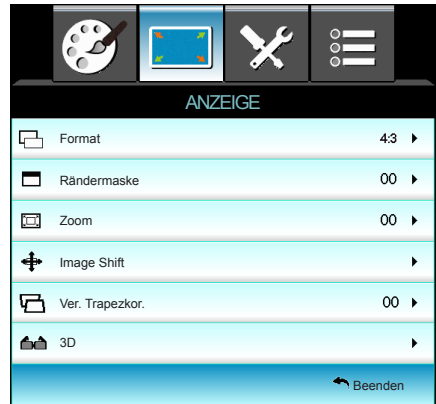 ANZEIGE
Format 4:3
Rändermaske 00
Zoom 00
Image Shift
Ver. Trapezkor. 00
3D
Beenden